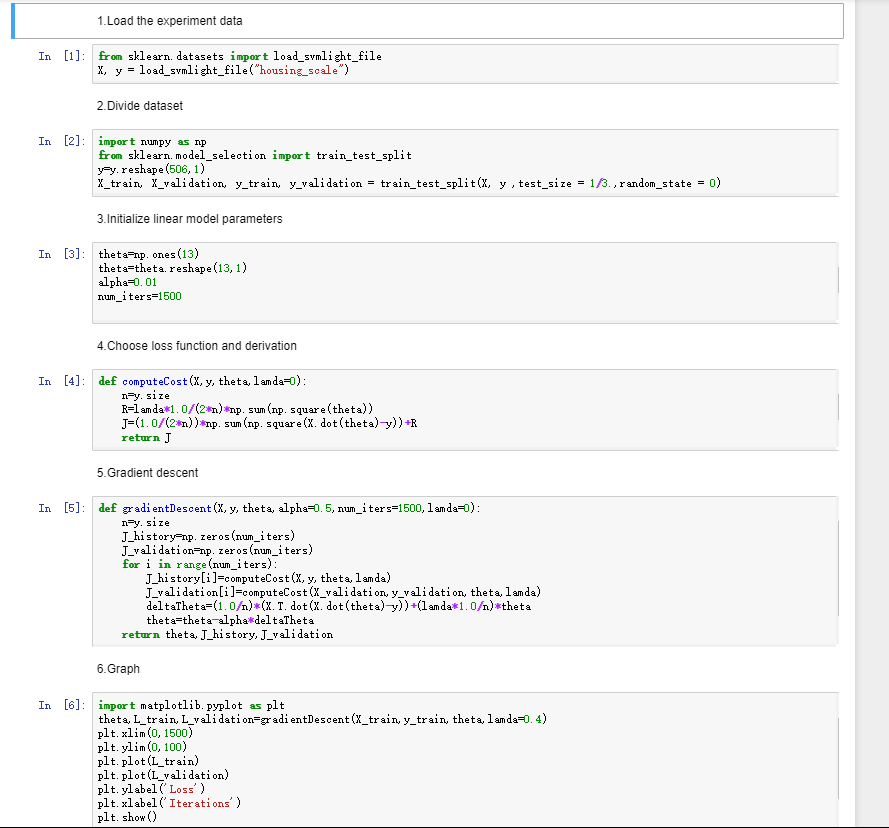 1.Load the experiment data
In [1]: from sklearn.datasets import load_svmlight_file
X, y = load_svmlight_file("housing_scale")
2.Divide dataset
In [2]: import numpy as np
from sklearn.model_selection import train_test_split
y=y.reshape(506,1)
X_train, X_validation, y_train, y_validation = train_test_split(X, y ,test_size = 1/3.,random_state = 0)
3.Initialize linear model parameters
In [3]: theta=np.ones(13)
theta=theta.reshape(13,1)
alpha=0.01
num_iters=1500
4.Choose loss function and derivation
In [4]: def computeCost(X,y,theta,lamda=0):
n=y.size
R=lamda*1.0/(2*n)*np.sum(np.square(theta))
J=(1.0/(2*n))*np.sum(np.square(X.dot(theta)-y))+R
return J
5.Gradient descent
In [5]: def gradientDescent(X,y,theta,alpha=0.5,num_iters=1500,lamda=0):
n=y.size
J_history=np.zeros(num_iters)
J_validation=np.zeros(num_iters)
for i in range(num_iters):
J_history[i]=computeCost(X,y,theta,lamda)
J_validation[i]=computeCost(X_validation,y_validation,theta,lamda)
deltaTheta=(1.0/n)*(X.T.dot(X.dot(theta)-y))+(lamda*1.0/n)*theta
theta=theta-alpha*deltaTheta
return theta,J_history,J_validation
6.Graph
In [6]: import matplotlib.pyplot as plt
theta,L_train,L_validation=gradientDescent(X_train,y_train,theta,lamda=0.4)
plt.xlim(0,1500)
plt.ylim(0,100)
plt.plot(L_train)
plt.plot(L_validation)
plt.ylabel('Loss')
plt.xlabel('Iterations')
plt.show()